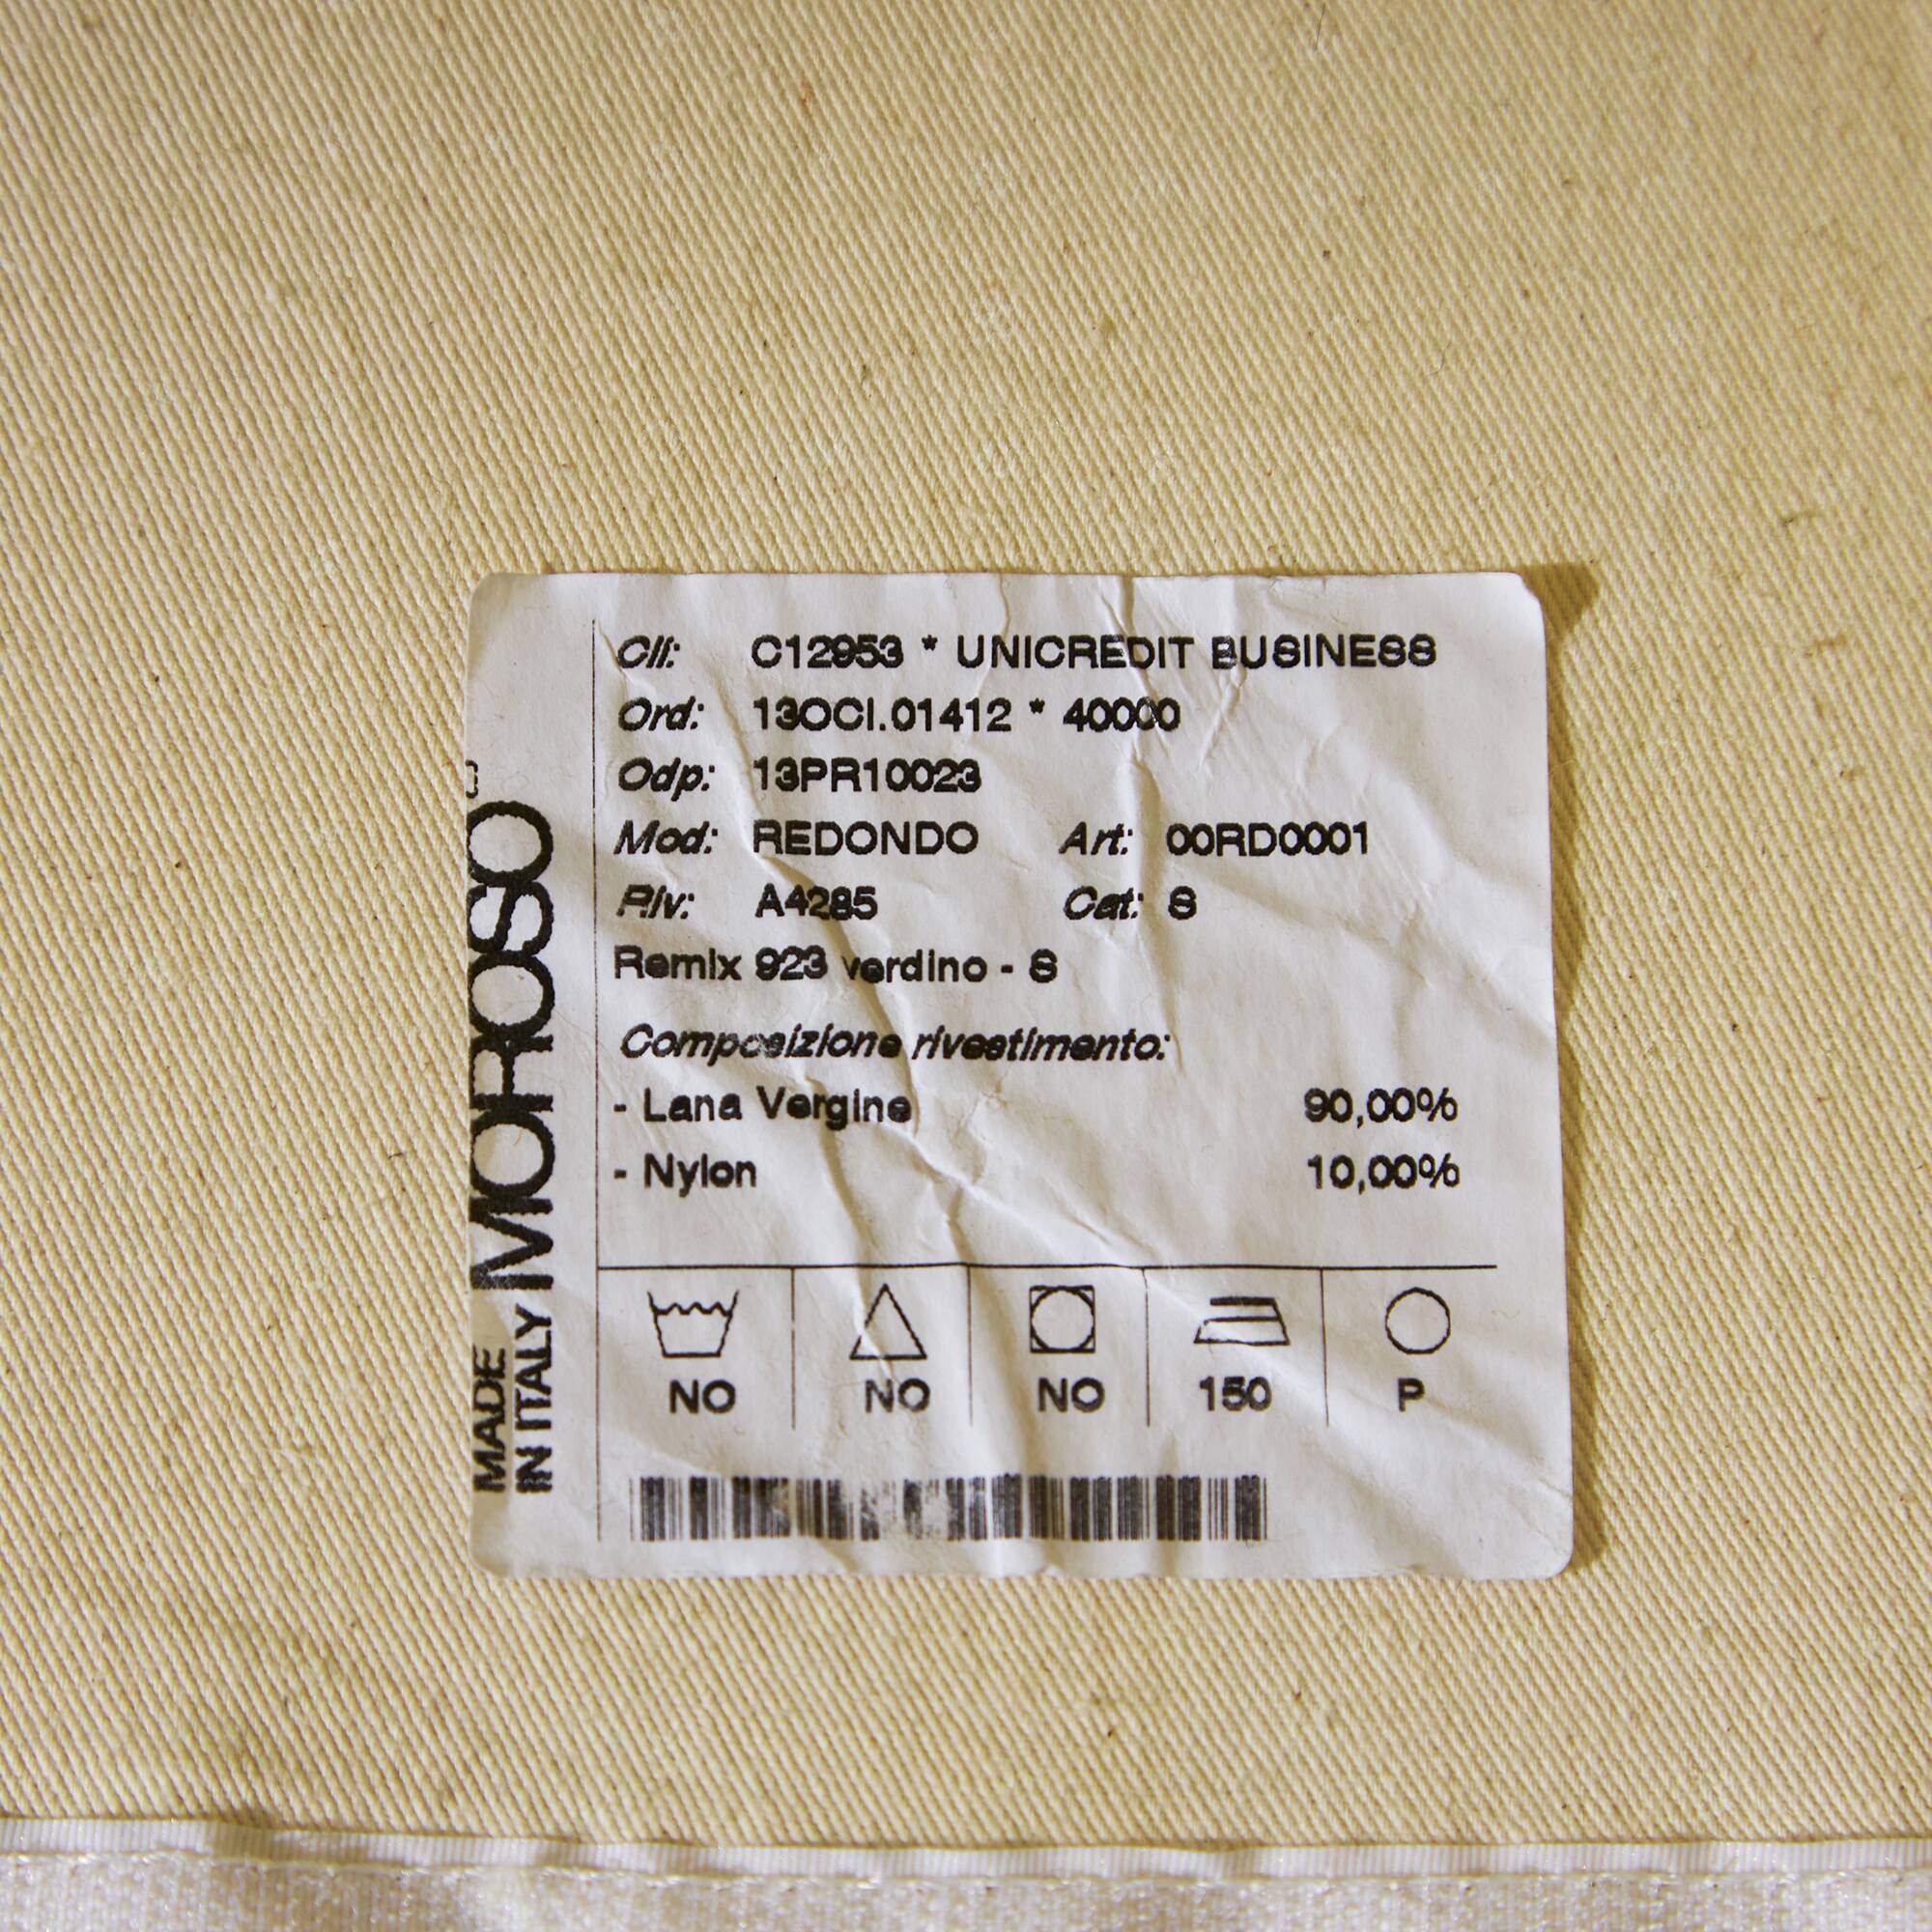 MOROSO
MADE
IN ITALY
Cli: C12953 * UNICREDIT BUSINESS
Ord: 13OCI.01412 * 40000
Odp: 13PR10023
Mod: REDONDO Art: 00RD0001
Riv: A4285 Cat: S
Remix 923 verdino - S
Composizione rivestimento:
- Lana Vergine 90,00%
- Nylon 10,00%
NO NO NO 150 P